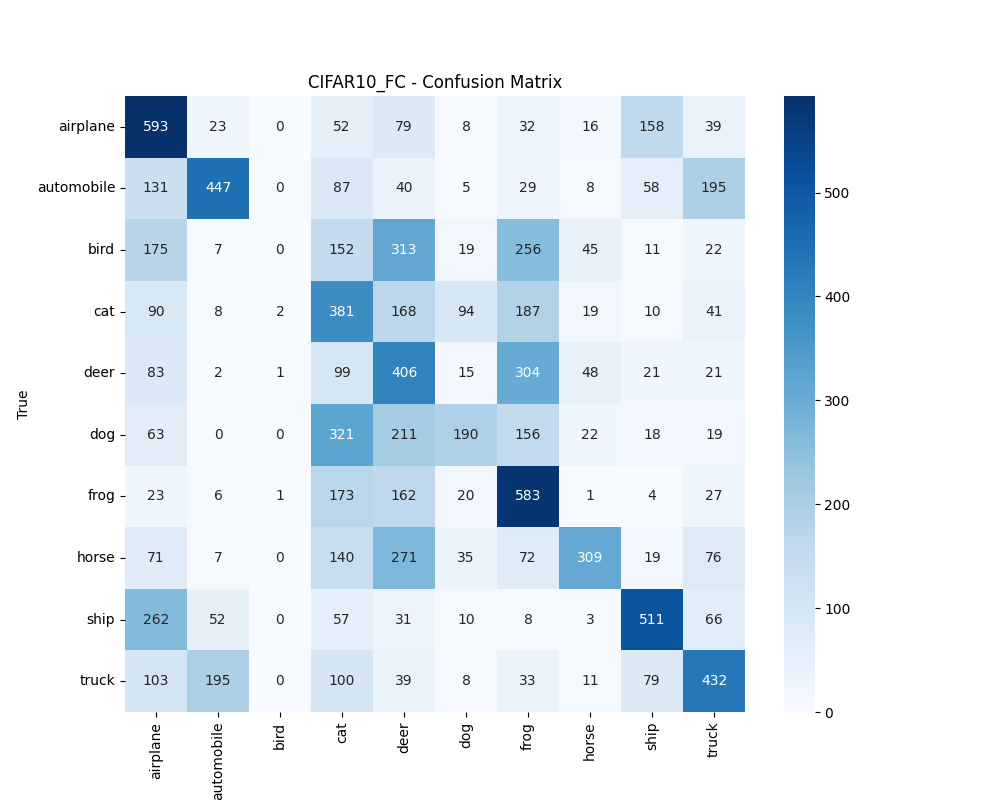 CIFAR10_FC - Confusion Matrix
airplane 593 23 0 52 79 8 32 16 158 39
automobile 131 447 0 87 40 5 29 8 58 195
bird 175 7 0 152 313 19 256 45 11 22
cat 90 8 2 381 168 94 187 19 10 41
deer 83 2 1 99 406 15 304 48 21 21
dog 63 0 0 321 211 190 156 22 18 19
frog 23 6 1 173 162 20 583 1 4 27
horse 71 7 0 140 271 35 72 309 19 76
ship 262 52 0 57 31 10 8 3 511 66
truck 103 195 0 100 39 8 33 11 79 432
airplane automobile bird cat deer dog frog horse ship truck
True
500
400
300
200
100
0